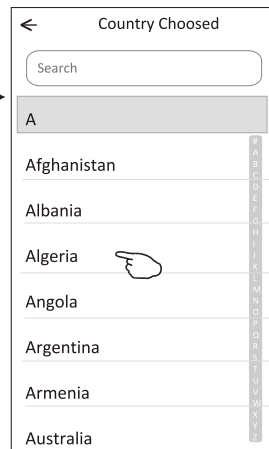 Country Choosed
Search
A
Afghanistan
Albania
Algeria
Angola
Argentina
Armenia
Australia
#
A
B
C
D
E
F
G
H
I
J
K
L
M
N
O
P
Q
R
S
T
U
V
W
X
Y
Z